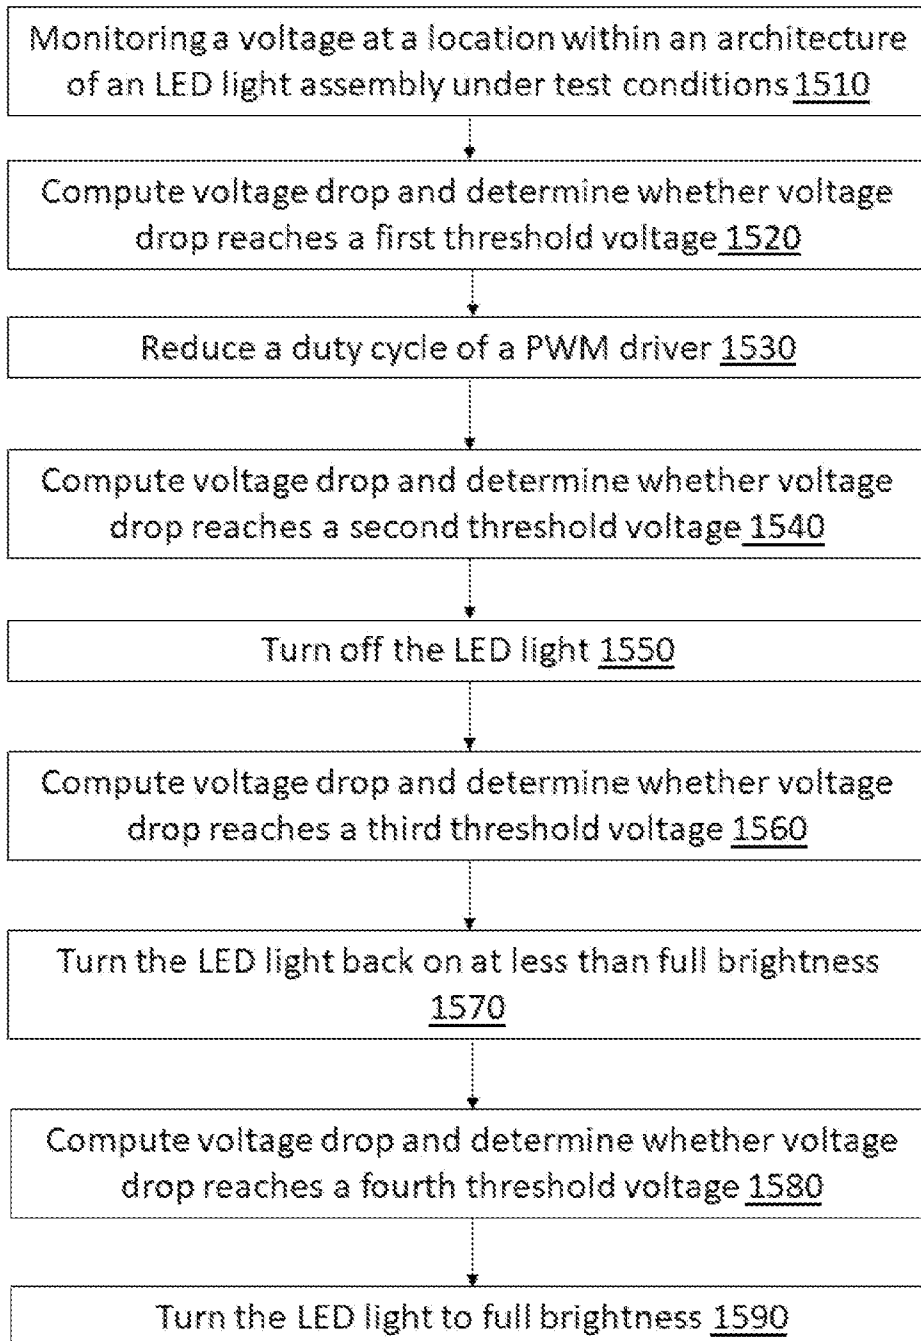 Monitoring a voltage at a location within an architecture
of an LED light assembly under test conditions 1510
Compute voltage drop and determine whether voltage
drop reaches a first threshold voltage 1520
Reduce a duty cycle of a PWM driver 1530
Compute voltage drop and determine whether voltage
drop reaches a second threshold voltage 1540
Turn off the LED light 1550
Compute voltage drop and determine whether voltage
drop reaches a third threshold voltage 1560
Turn the LED light back on at less than full brightness
1570
Compute voltage drop and determine whether voltage
drop reaches a fourth threshold voltage 1580
Turn the LED light to full brightness 1590